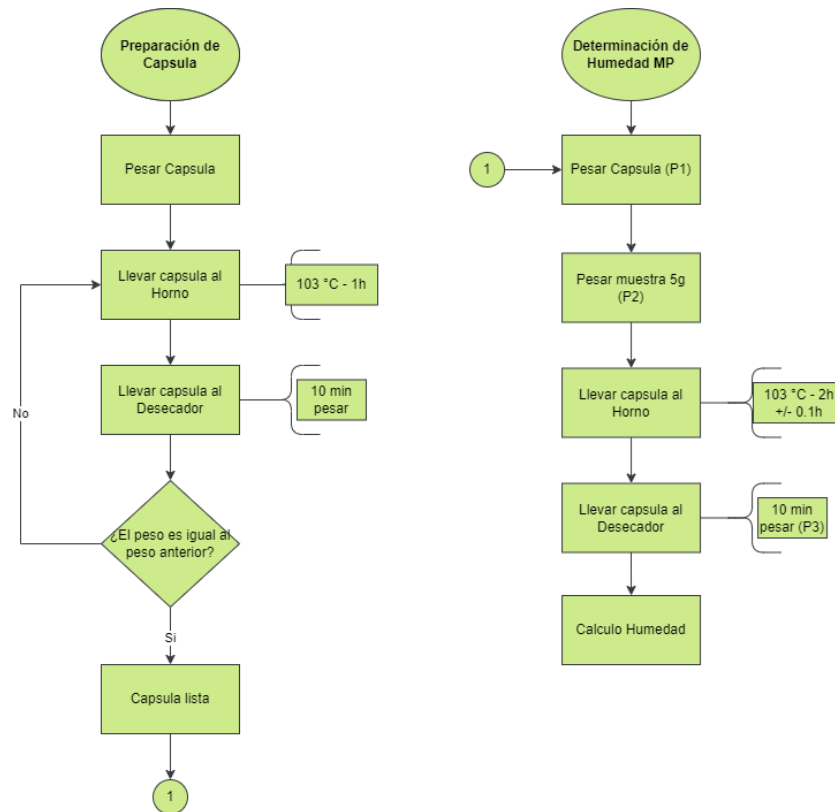 Preparación de
Capsula
Pesar Capsula
Llevar capsula al
Horno
103 °C - 1h
Llevar capsula al
Desecador
10 min
pesar
No
¿El peso es igual al
peso anterior?
Si
Capsula lista
1
Determinación de
Humedad MP
1
Pesar Capsula (P1)
Pesar muestra 5g
(P2)
Llevar capsula al
Horno
103 °C - 2h
+/- 0.1h
Llevar capsula al
Desecador
10 min
pesar (P3)
Calculo Humedad